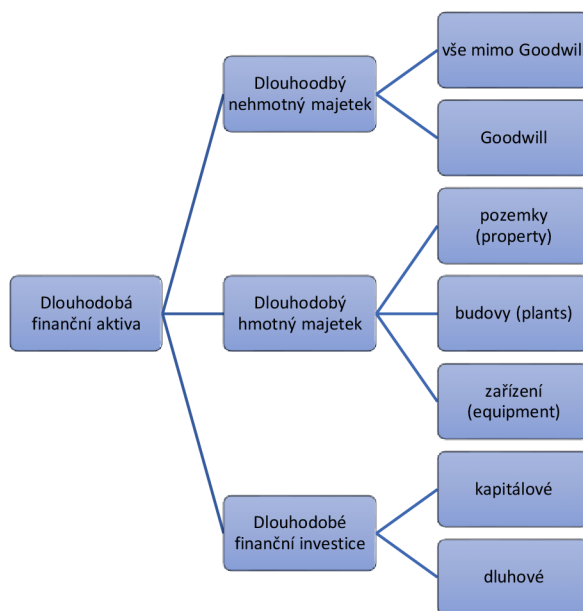 vše mimo Goodwil
Dlouhoodbý
nehmotný majetek
Goodwill
pozemky
(property)
Dlouhodobá
finanční aktiva
Dlouhodobý
hmotný majetek
budovy (plants)
zařízení
(equipment)
kapitálové
Dlouhodobé
finanční investice
dluhové